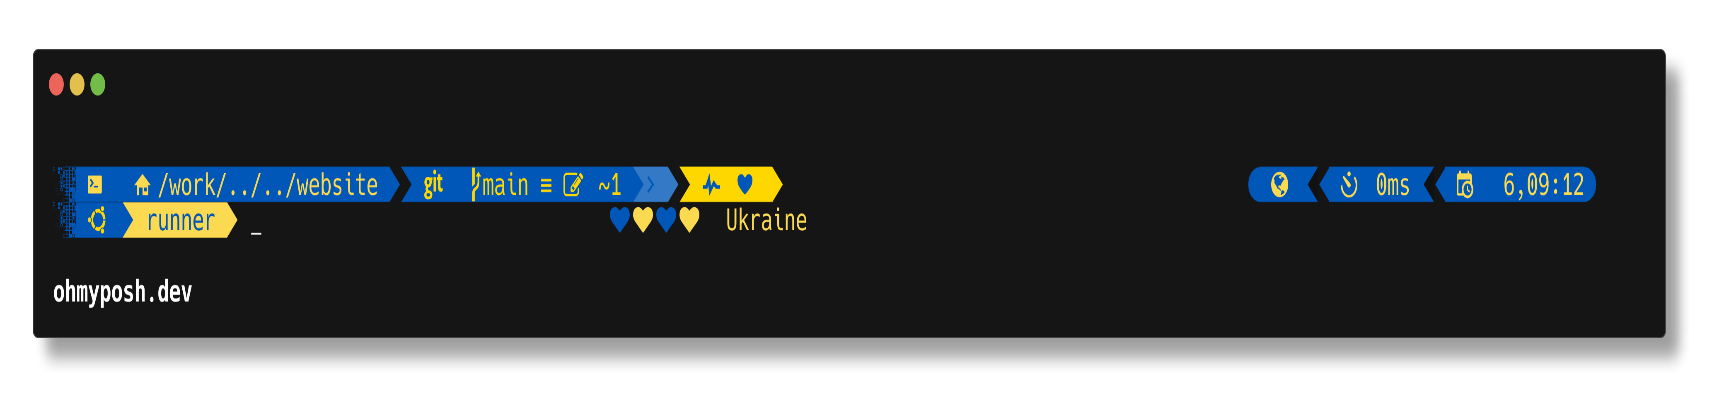 /work/../../website git main ≡ ~1 0ms 6,09:12
runner _ Ukraine
ohmyposh.dev